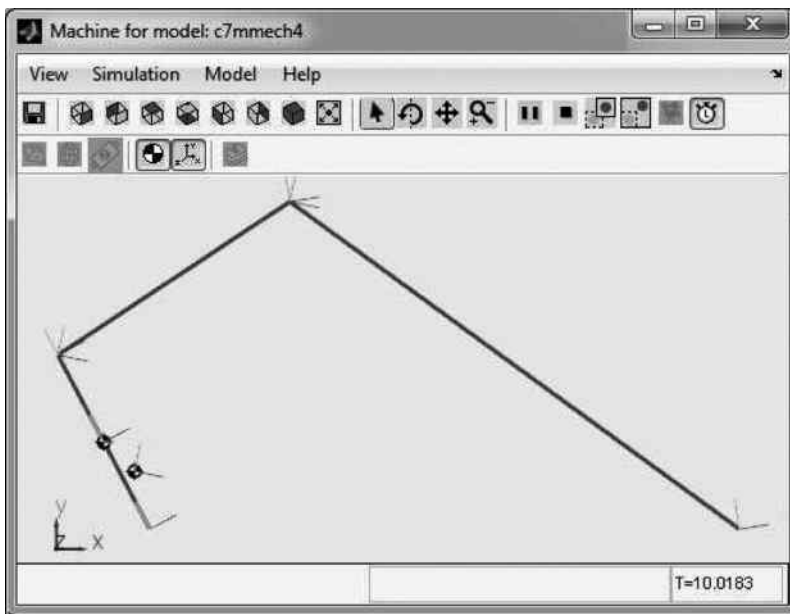 Machine for model: c7mmech4
View Simulation Model Help
y
z x
T=10.0183